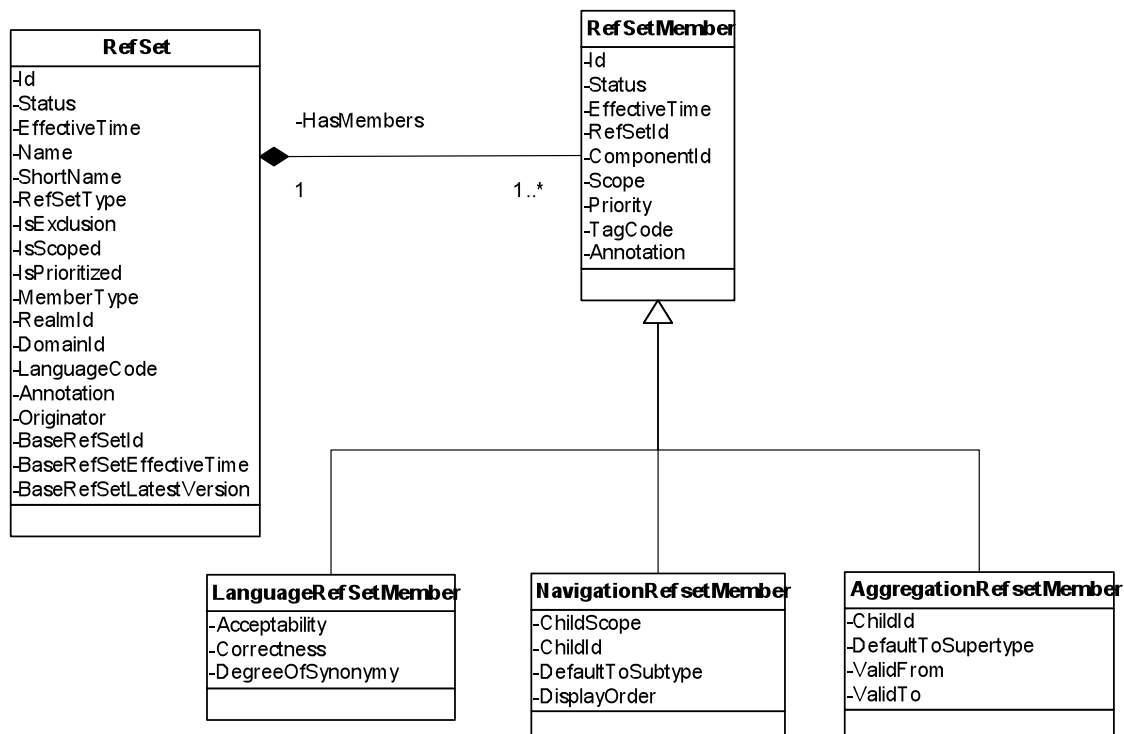 RefSet
-Id
-Status
-EffectiveTime
-Name
-ShortName
-RefSetType
-IsExclusion
-IsScoped
-IsPrioritized
-MemberType
-RealmId
-DomainId
-LanguageCode
-Annotation
-Originator
-BaseRefSetId
-BaseRefSetEffectiveTime
-BaseRefSetLatestVersion
-HasMembers
1
1..*
RefSetMember
-Id
-Status
-EffectiveTime
-RefSetId
-ComponentId
-Scope
-Priority
-TagCode
-Annotation
LanguageRefSetMember
-Acceptability
-Correctness
-DegreeOfSynonymy
NavigationRefsetMember
-ChildScope
-ChildId
-DefaultToSubtype
-DisplayOrder
AggregationRefsetMember
-ChildId
-DefaultToSupertype
-ValidFrom
-ValidTo